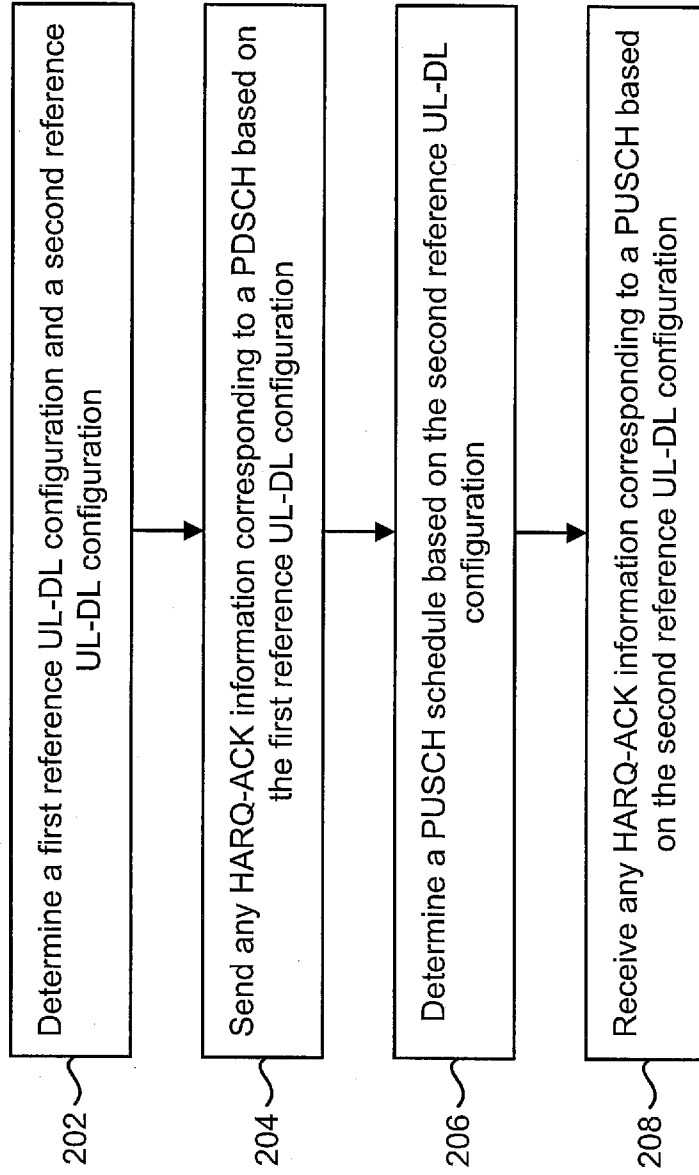 202
Determine a first reference UL-DL configuration and a second reference
UL-DL configuration
204
Send any HARQ-ACK information corresponding to a PDSCH based on
the first reference UL-DL configuration
206
Determine a PUSCH schedule based on the second reference UL-DL
configuration
208
Receive any HARQ-ACK information corresponding to a PUSCH based
on the second reference UL-DL configuration